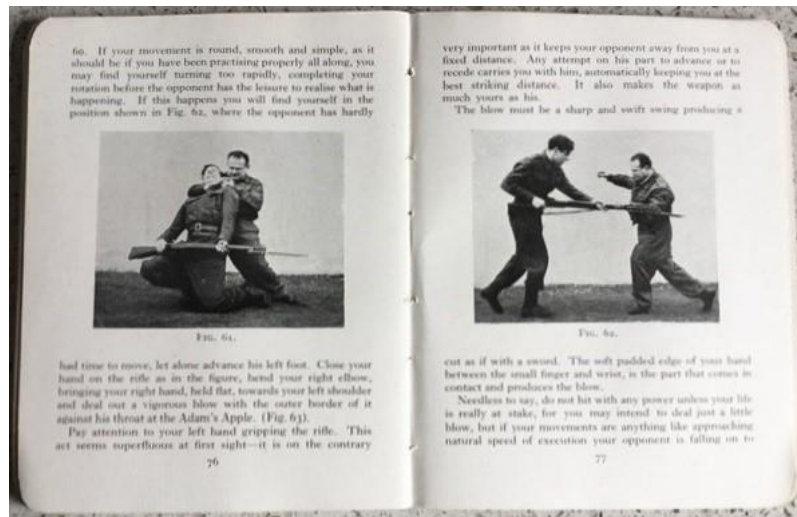 60. If your movement is round, smooth and simple, as it
should be if you have been practising properly all along, you
may find yourself turning too rapidly, completing your
rotation before the opponent has the leisure to realise what is
happening. If this happens you will find yourself in the
position shown in Fig. 62, where the opponent has hardly
FIG. 61.
had time to move, let alone advance his left foot. Close your
hand on the rifle as in the figure, bend your right elbow,
bringing your right hand, held flat, towards your left shoulder
and deal out a vigorous blow with the outer border of it
against his throat at the Adam's Apple. (Fig. 63).
Pay attention to your left hand gripping the rifle. This
act seems superfluous at first sight—it is on the contrary
76
very important as it keeps your opponent away from you at a
fixed distance. Any attempt on his part to advance or to
recede carries you with him, automatically keeping you at the
best striking distance. It also makes the weapon as
much yours as his.
The blow must be a sharp and swift swing producing a
FIG. 62.
cut as if with a sword. The soft padded edge of your hand
between the small finger and wrist, is the part that comes in
contact and produces the blow.
Needless to say, do not hit with any power unless your life
is really at stake, for you may intend to deal just a little
blow, but if your movements are anything like approaching
natural speed of execution your opponent is falling on to
77